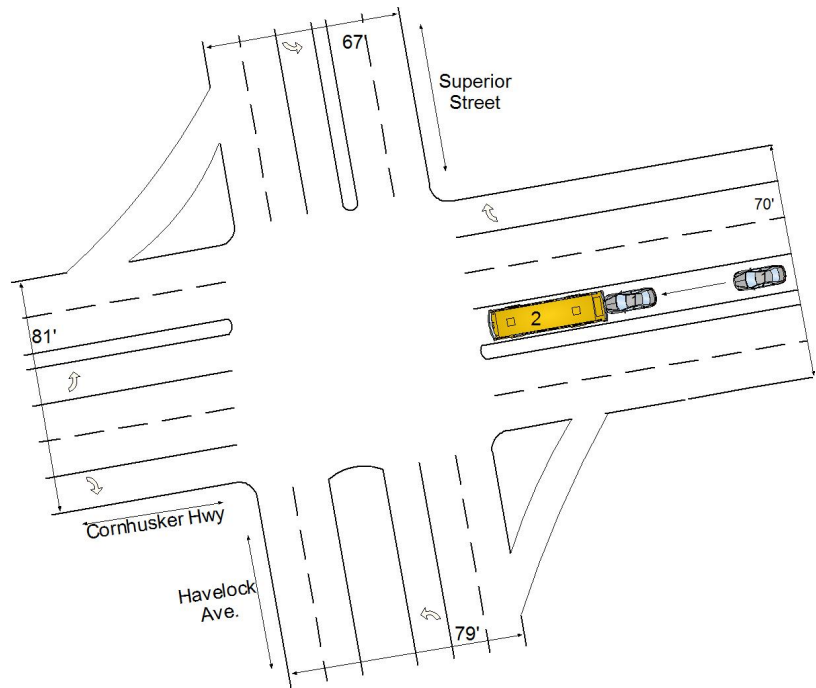 67'
Superior
Street
70'
2
81'
Cornhusker Hwy
Havelock
Ave.
79'